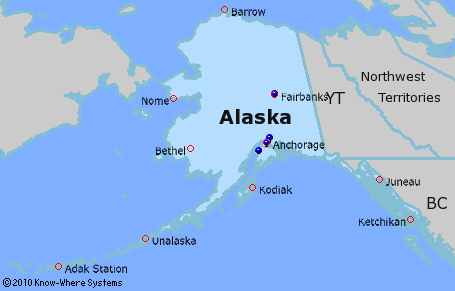 Barrow
Northwest
Territories
Fairbanks
YT
Nome
Alaska
Anchorage
Bethel
Juneau
Kodiak
BC
Ketchikan
Unalaska
Adak Station
©2010 Know-Where Systems